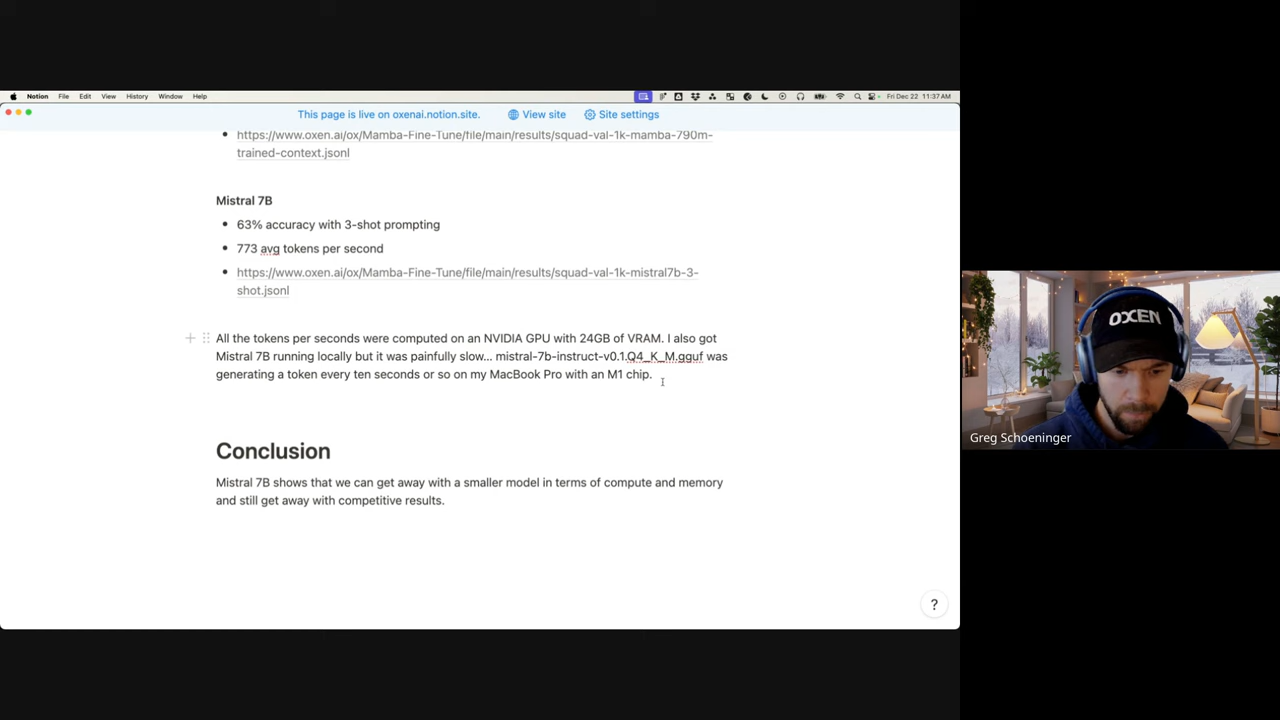 Notion File Edit View History Window Help Fri Dec 22 11:37AM
This page is live on oxenai.notion.site. View site Site settings
https://www.oxen.ai/ox/Mamba-Fine-Tune/file/main/results/squad-val-1k-mamba-790m-
trained-context.jsonl
Mistral 7B
• 63% accuracy with 3-shot prompting
• 773 avg tokens per second
• https://www.oxen.ai/ox/Mamba-Fine-Tune/file/main/results/squad-val-1k-mistral7b-3-
shot.jsonl
All the tokens per seconds were computed on an NVIDIA GPU with 24GB of VRAM. I also got
Mistral 7B running locally but it was painfully slow... mistral-7b-instruct-v0.1.Q4_K_M.gguf was
generating a token every ten seconds or so on my MacBook Pro with an M1 chip.
Conclusion
Mistral 7B shows that we can get away with a smaller model in terms of compute and memory
and still get away with competitive results.
?
OXEN
Greg Schoeninger